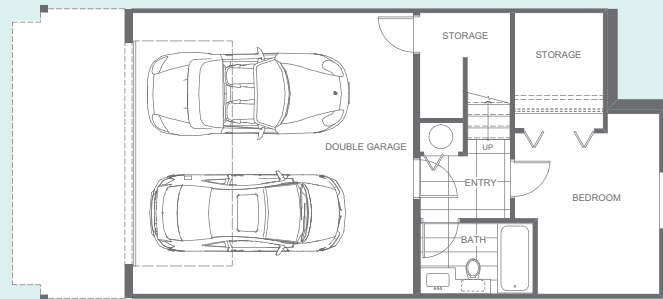 STORAGE
STORAGE
DOUBLE GARAGE
UP
ENTRY
BEDROOM
BATH